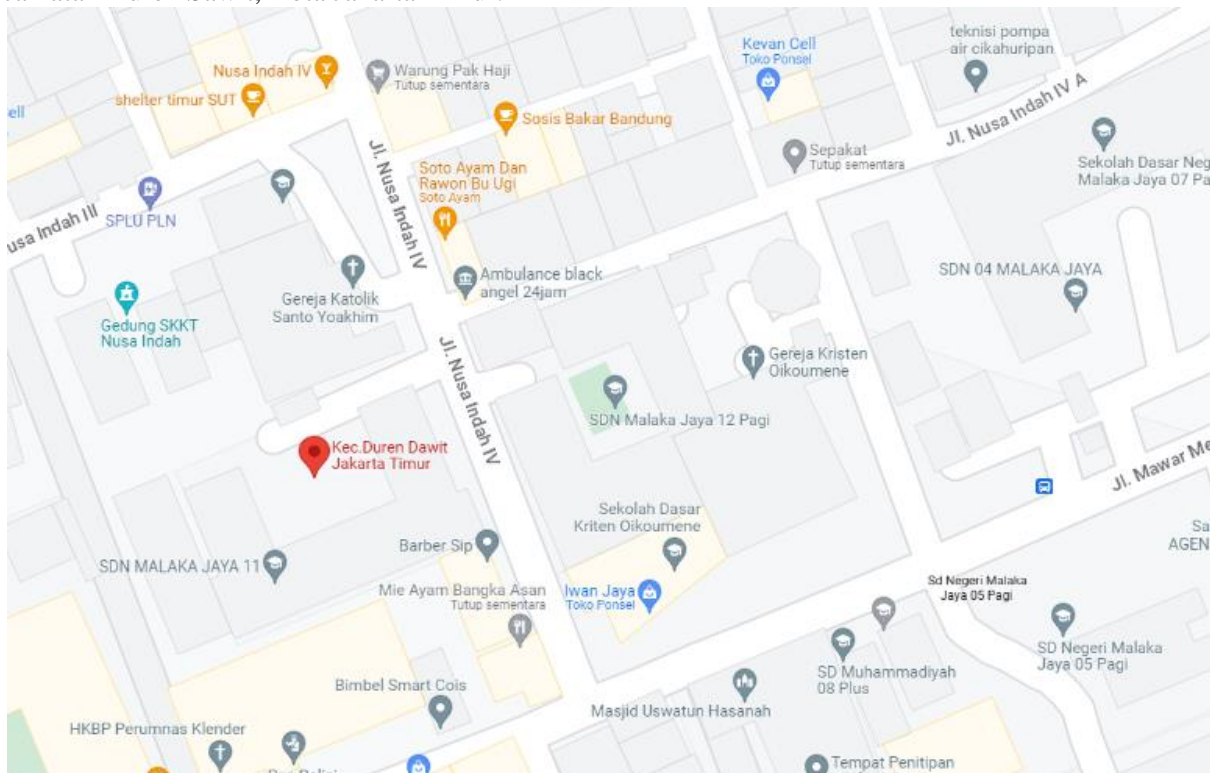 Nusa Indah IV
shelter timur SUT
Warung Pak Haji
Tutup sementara
Kevan Cell
Toko Ponsel
teknisi pompa
air cikahuripan
Sosis Bakar Bandung
Jl. Nusa Indah IV A
Sepakat
Tutup sementara
Sekolah Dasar Neg
Malaka Jaya 07 Pa
Jl. Nusa Indah IV
Soto Ayam Dan
Rawon Bu Ugi
Soto Ayam
SPLU PLN
usa Indah III
Ambulance black
angel 24jam
SDN 04 MALAKA JAYA
Gereja Katolik
Santo Yoakhim
Gedung SKKT
Nusa Indah
Jl. Nusa Indah IV
Gereja Kristen
Oikoumene
SDN Malaka Jaya 12 Pagi
Kec.Duren Dawit
Jakarta Timur
Jl. Mawar Me
Sekolah Dasar
Kriten Oikoumene
Sa
AGEN
Barber Sip
SDN MALAKA JAYA 11
Mie Ayam Bangka Asan
Tutup sementara
Iwan Jaya
Toko Ponsel
Sd Negeri Malaka
Jaya 05 Pagi
SD Negeri Malaka
Jaya 05 Pagi
SD Muhammadiyah
08 Plus
Bimbel Smart Cois
Masjid Uswatun Hasanah
HKBP Perumnas Klender
Tempat Penitipan